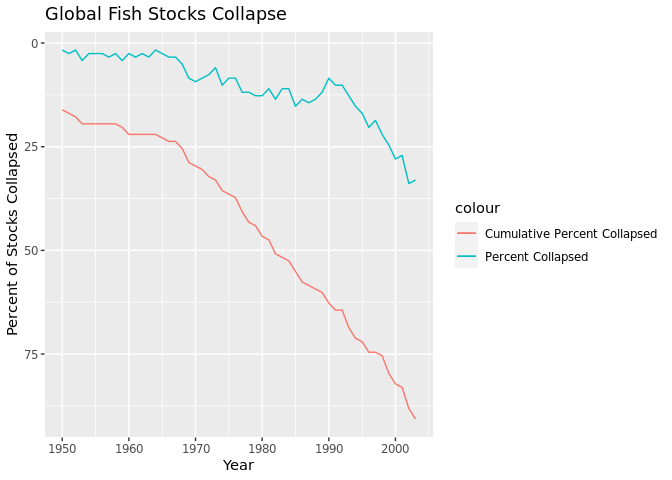 Global Fish Stocks Collapse
0
25
50
75
Percent of Stocks Collapsed
1950 1960 1970 1980 1990 2000
Year
colour
Cumulative Percent Collapsed
Percent Collapsed